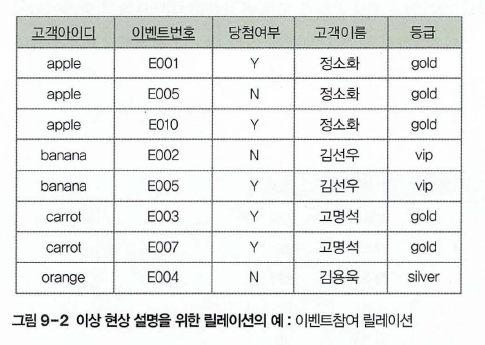 고객아이디 이벤트번호 당첨여부 고객이름 등급
apple E001 Y 정소화 gold
apple E005 N 정소화 gold
apple E010 Y 정소화 gold
banana E002 N 김선우 vip
banana E005 Y 김선우 vip
carrot E003 Y 고명석 gold
carrot E007 Y 고명석 gold
orange E004 N 김용욱 silver
그림 9-2 이상 현상 설명을 위한 릴레이션의 예 : 이벤트참여 릴레이션